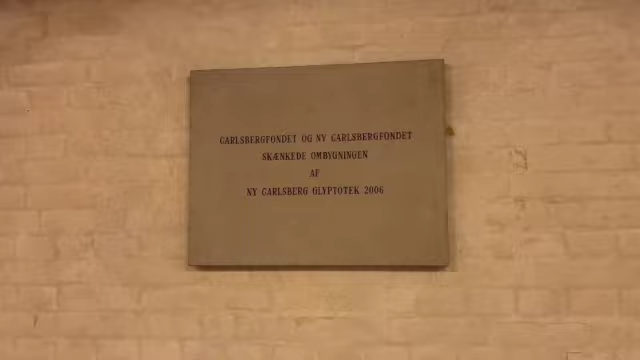 CARLSBERGFONDET OG NY CARLSBERGFONDET
SKÆNKEDE OMBYGNINGEN
AF
NY CARLSBERG GLYPTOTEK 2006